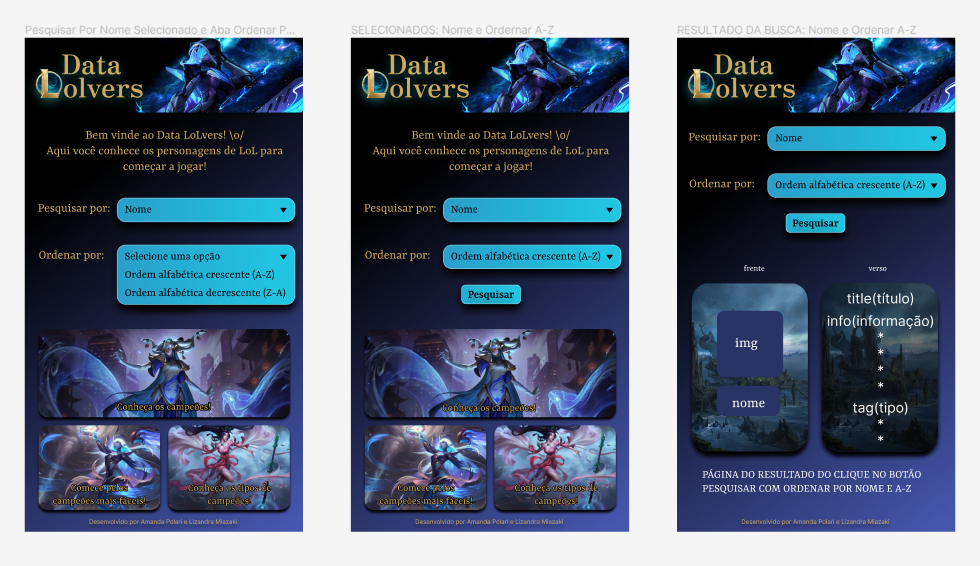 Pesquisar Por Nome Selecionado e Aba Ordenar P...
Data
Lolvers
Bem vinde ao Data LoLvers! \o/
Aqui você conhece os personagens de LoL para
começar a jogar!
Pesquisar por:
Nome
Ordenar por:
Selecione uma opção
Ordem alfabética crescente (A-Z)
Ordem alfabética decrescente (Z-A)
Conheça os campeões!
Comece pelos
campeões mais fáceis!
Conheça os tipos de
campeões!
Desenvolvido por Amanda Polari e Lizandra Miazaki
SELECIONADOS: Nome e Ordernar A-Z
Data
Lolvers
Bem vinde ao Data LoLvers! \o/
Aqui você conhece os personagens de LoL para
começar a jogar!
Pesquisar por:
Nome
Ordenar por:
Ordem alfabética crescente (A-Z)
Pesquisar
Conheça os campeões!
Comece pelos
campeões mais fáceis!
Conheça os tipos de
campeões!
Desenvolvido por Amanda Polari e Lizandra Miazaki
RESULTADO DA BUSCA: Nome e Ordenar A-Z
Data
Lolvers
Pesquisar por:
Nome
Ordenar por:
Ordem alfabética crescente (A-Z)
Pesquisar
frente
img
nome
verso
title(título)
info(informação)
*
*
*
*
tag(tipo)
*
*
PÁGINA DO RESULTADO DO CLIQUE NO BOTÃO
PESQUISAR COM ORDENAR POR NOME E A-Z
Desenvolvido por Amanda Polari e Lizandra Miazaki